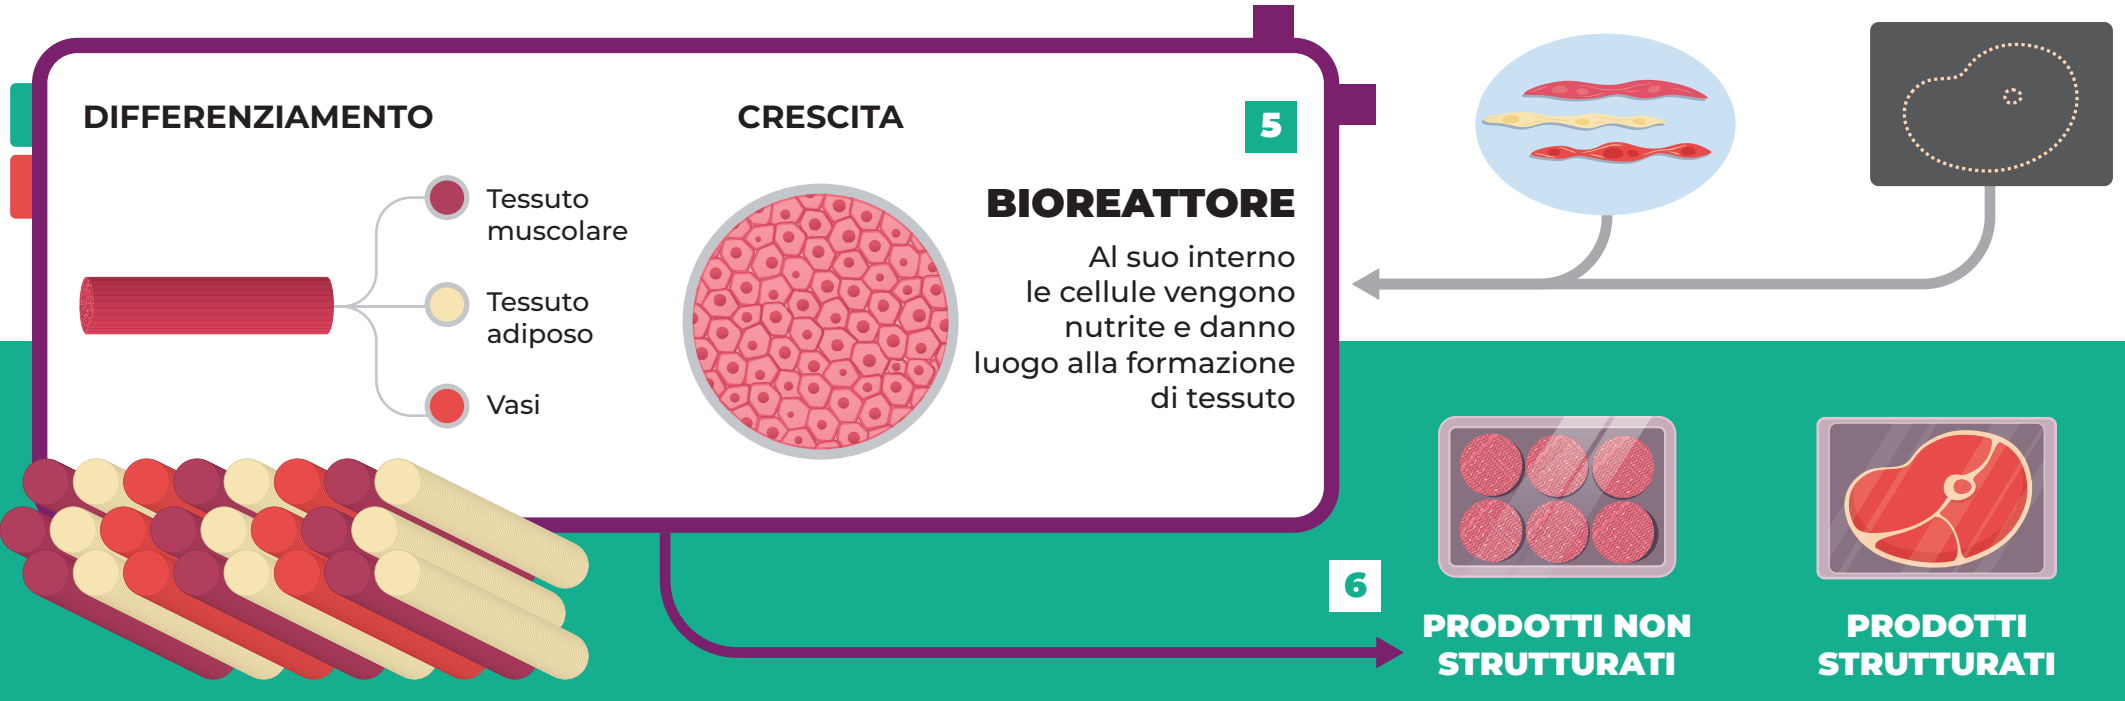 DIFFERENZIAMENTO
Tessuto
muscolare
Tessuto
adiposo
Vasi
CRESCITA
5
BIOREATTORE
Al suo interno
le cellule vengono
nutrite e danno
luogo alla formazione
di tessuto
6
PRODOTTI NON
STRUTTURATI
PRODOTTI
STRUTTURATI